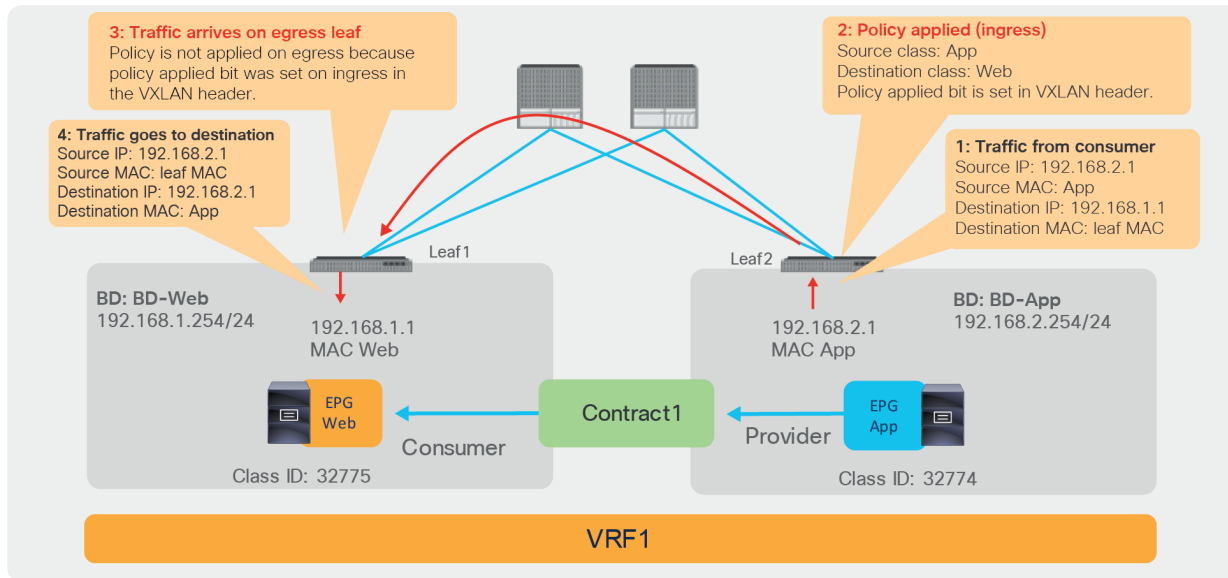 3: Traffic arrives on egress leaf
Policy is not applied on egress because
policy applied bit was set on ingress in
the VXLAN header.
2: Policy applied (ingress)
Source class: App
Destination class: Web
Policy applied bit is set in VXLAN header.
4: Traffic goes to destination
Source IP: 192.168.2.1
Source MAC: leaf MAC
Destination IP: 192.168.2.1
Destination MAC: App
1: Traffic from consumer
Source IP: 192.168.2.1
Source MAC: App
Destination IP: 192.168.1.1
Destination MAC: leaf MAC
Leaf1
Leaf2
BD: BD-Web
192.168.1.254/24
192.168.1.1
MAC Web
192.168.2.1
MAC App
BD: BD-App
192.168.2.254/24
EPG
Web
Consumer
Contract1
Provider
EPG
App
Class ID: 32775
Class ID: 32774
VRF1